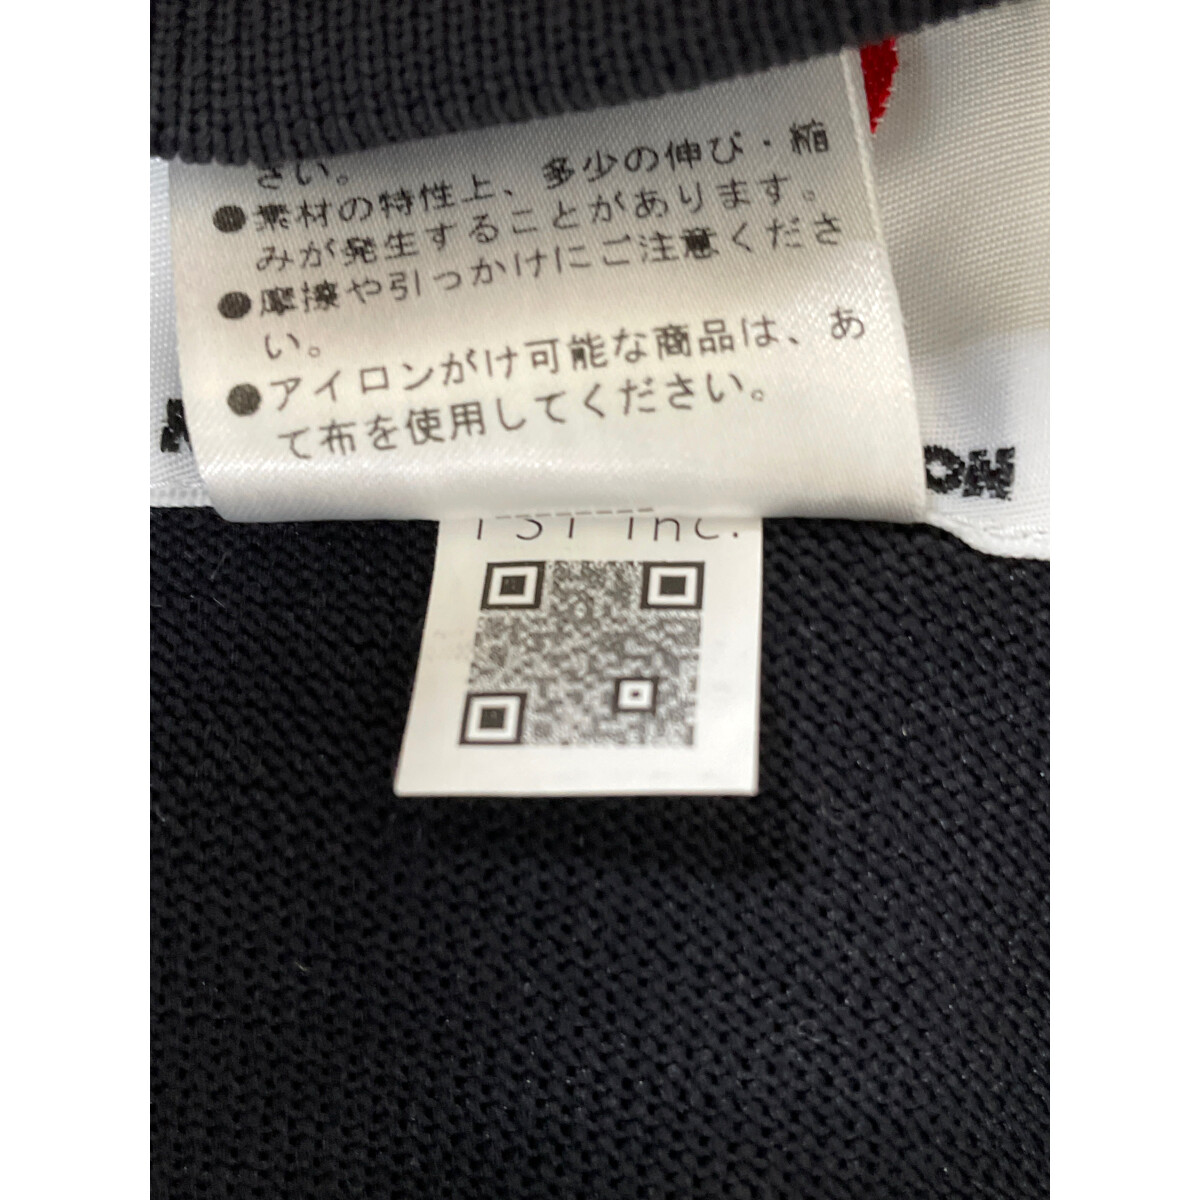 さい。
●素材の特性上、多少の伸び・縮
みが発生することがあります。
●摩擦や引っかけにご注意くださ
い。
●アイロンがけ可能な商品は、あ
て布を使用してください。
Inc.